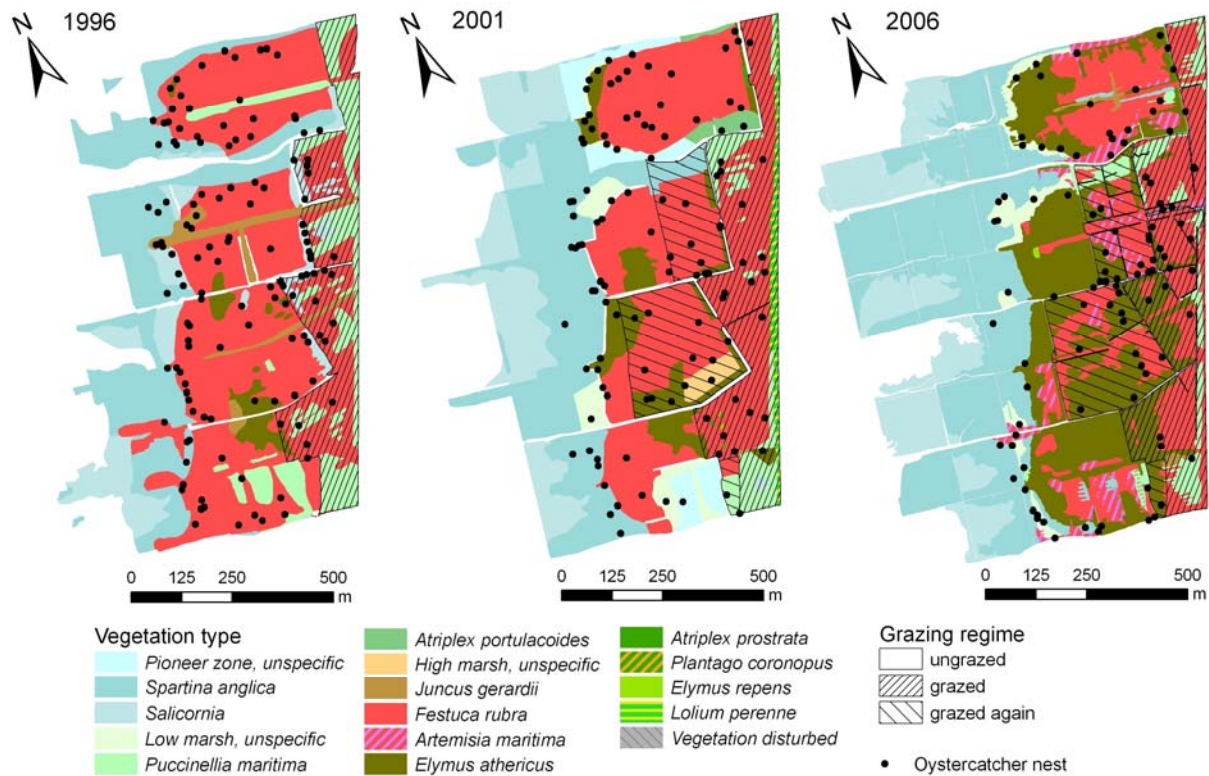 N
1996
N
2001
N
2006
0 125 250 500
m
0 125 250 500
m
0 125 250 500
m
Vegetation type
Pioneer zone, unspecific
Spartina anglica
Salicornia
Low marsh, unspecific
Puccinellia maritima
Atriplex portulacoides
High marsh, unspecific
Juncus gerardii
Festuca rubra
Artemisia maritima
Elymus athericus
Atriplex prostrata
Plantago coronopus
Elymus repens
Lolium perenne
Vegetation disturbed
Grazing regime
ungrazed
grazed
grazed again
Oystercatcher nest